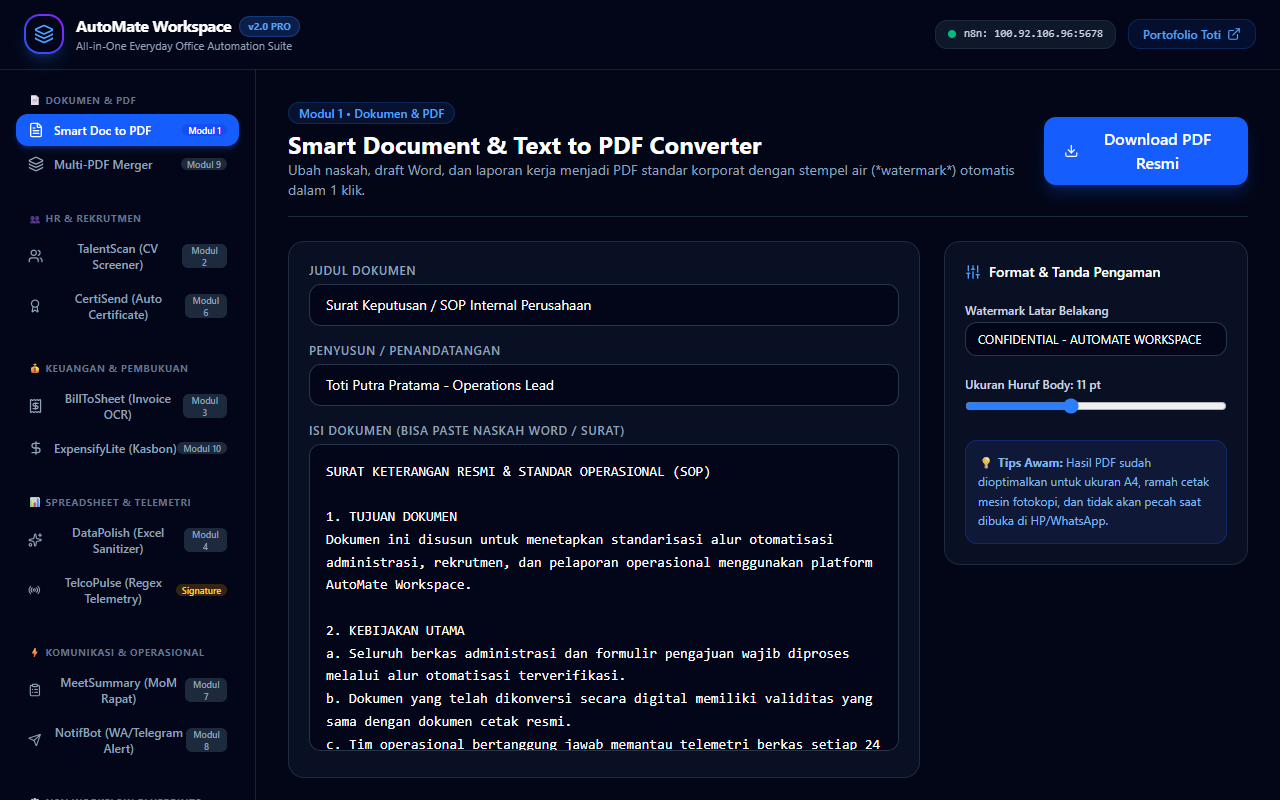 AutoMate Workspace
v2.0 PRO
All-in-One Everyday Office Automation Suite
n8n: 100.92.106.96:5678
Portofolio Toti
DOKUMEN & PDF
Smart Doc to PDF
Modul 1
Multi-PDF Merger
Modul 9
HR & REKRUTMEN
TalentScan (CV
Screener)
Modul
2
CertiSend (Auto
Certificate)
Modul
6
KEUANGAN & PEMBUKUAN
BillToSheet (Invoice
OCR)
Modul
3
ExpensifyLite (Kasbon)
Modul 10
SPREADSHEET & TELEMETRI
DataPolish (Excel
Sanitizer)
Modul
4
TelcoPulse (Regex
Telemetry)
Signature
KOMUNIKASI & OPERASIONAL
MeetSummary (MoM
Rapat)
Modul
7
NotifBot (WA/Telegram
Alert)
Modul
8
Modul 1 • Dokumen & PDF
Smart Document & Text to PDF Converter
Ubah naskah, draft Word, dan laporan kerja menjadi PDF standar korporat dengan stempel air (*watermark*) otomatis
dalam 1 klik.
Download PDF
Resmi
JUDUL DOKUMEN
Surat Keputusan / SOP Internal Perusahaan
PENYUSUN / PENANDATANGAN
Toti Putra Pratama - Operations Lead
ISI DOKUMEN (BISA PASTE NASKAH WORD / SURAT)
SURAT KETERANGAN RESMI & STANDAR OPERASIONAL (SOP)
1. TUJUAN DOKUMEN
Dokumen ini disusun untuk menetapkan standarisasi alur otomatisasi
administrasi, rekrutmen, dan pelaporan operasional menggunakan platform
AutoMate Workspace.
2. KEBIJAKAN UTAMA
a. Seluruh berkas administrasi dan formulir pengajuan wajib diproses
melalui alur otomatisasi terverifikasi.
b. Dokumen yang telah dikonversi secara digital memiliki validitas yang
sama dengan dokumen cetak resmi.
c. Tim operasional bertanggung jawab memantau telemetri berkas setiap 24
Format & Tanda Pengaman
Watermark Latar Belakang
CONFIDENTIAL - AUTOMATE WORKSPACE
Ukuran Huruf Body: 11 pt
Tips Awam: Hasil PDF sudah
dioptimalkan untuk ukuran A4, ramah cetak
mesin fotokopi, dan tidak akan pecah saat
dibuka di HP/WhatsApp.